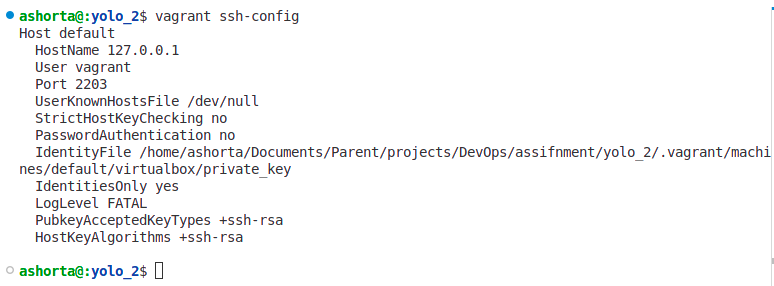 ashorta@:yolo_2$ vagrant ssh-config
Host default
  HostName 127.0.0.1
  User vagrant
  Port 2203
  UserKnownHostsFile /dev/null
  StrictHostKeyChecking no
  PasswordAuthentication no
  IdentityFile /home/ashorta/Documents/Parent/projects/DevOps/assifnment/yolo_2/.vagrant/machi
nes/default/virtualbox/private_key
  IdentitiesOnly yes
  LogLevel FATAL
  PubkeyAcceptedKeyTypes +ssh-rsa
  HostKeyAlgorithms +ssh-rsa
ashorta@:yolo_2$